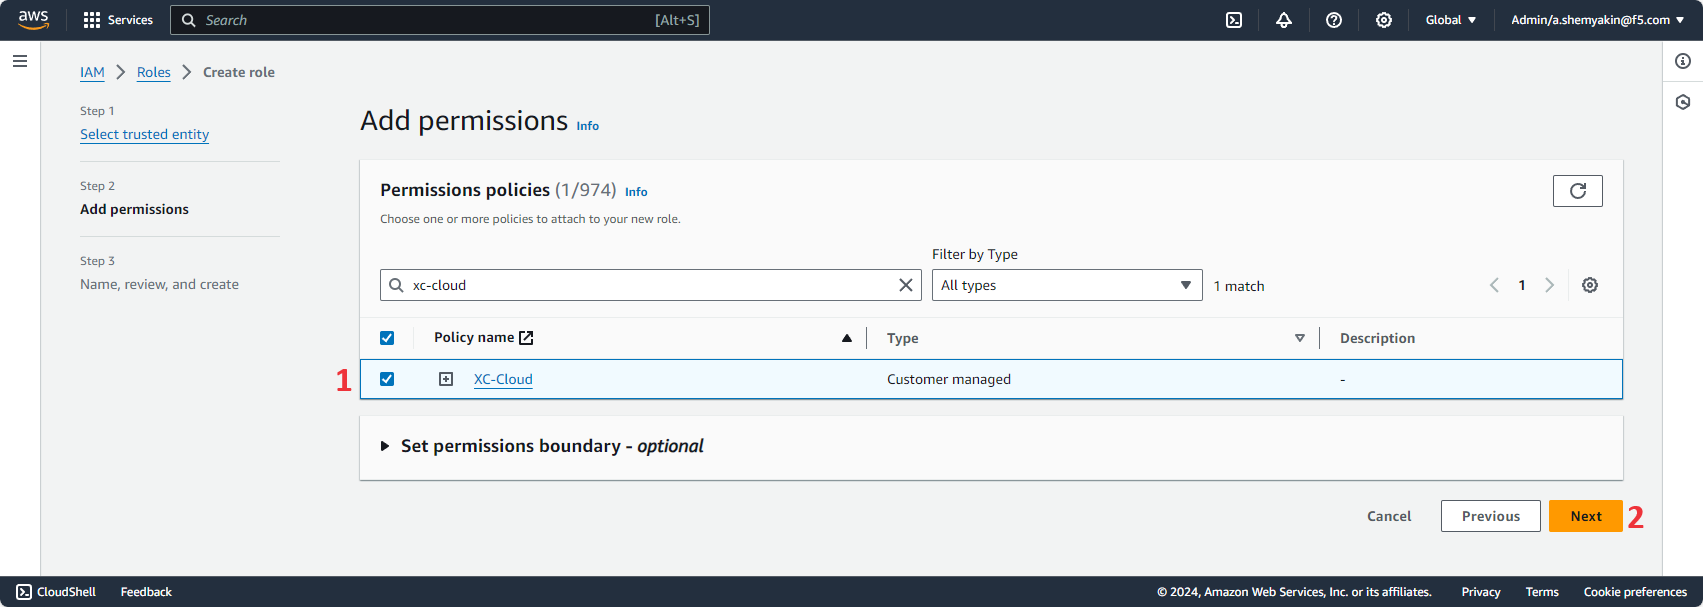 aws Services Search [Alt+S] Global Admin/a.shemyakin@f5.com
IAM Roles Create role
Step 1
Select trusted entity
Step 2
Add permissions
Step 3
Name, review, and create
Add permissions Info
Permissions policies (1/974) Info
Choose one or more policies to attach to your new role.
Filter by Type
xc-cloud All types 1 match 1
Policy name Type Description
1 XC-Cloud Customer managed -
Set permissions boundary - optional
Cancel Previous Next 2
CloudShell Feedback © 2024, Amazon Web Services, Inc. or its affiliates. Privacy Terms Cookie preferences